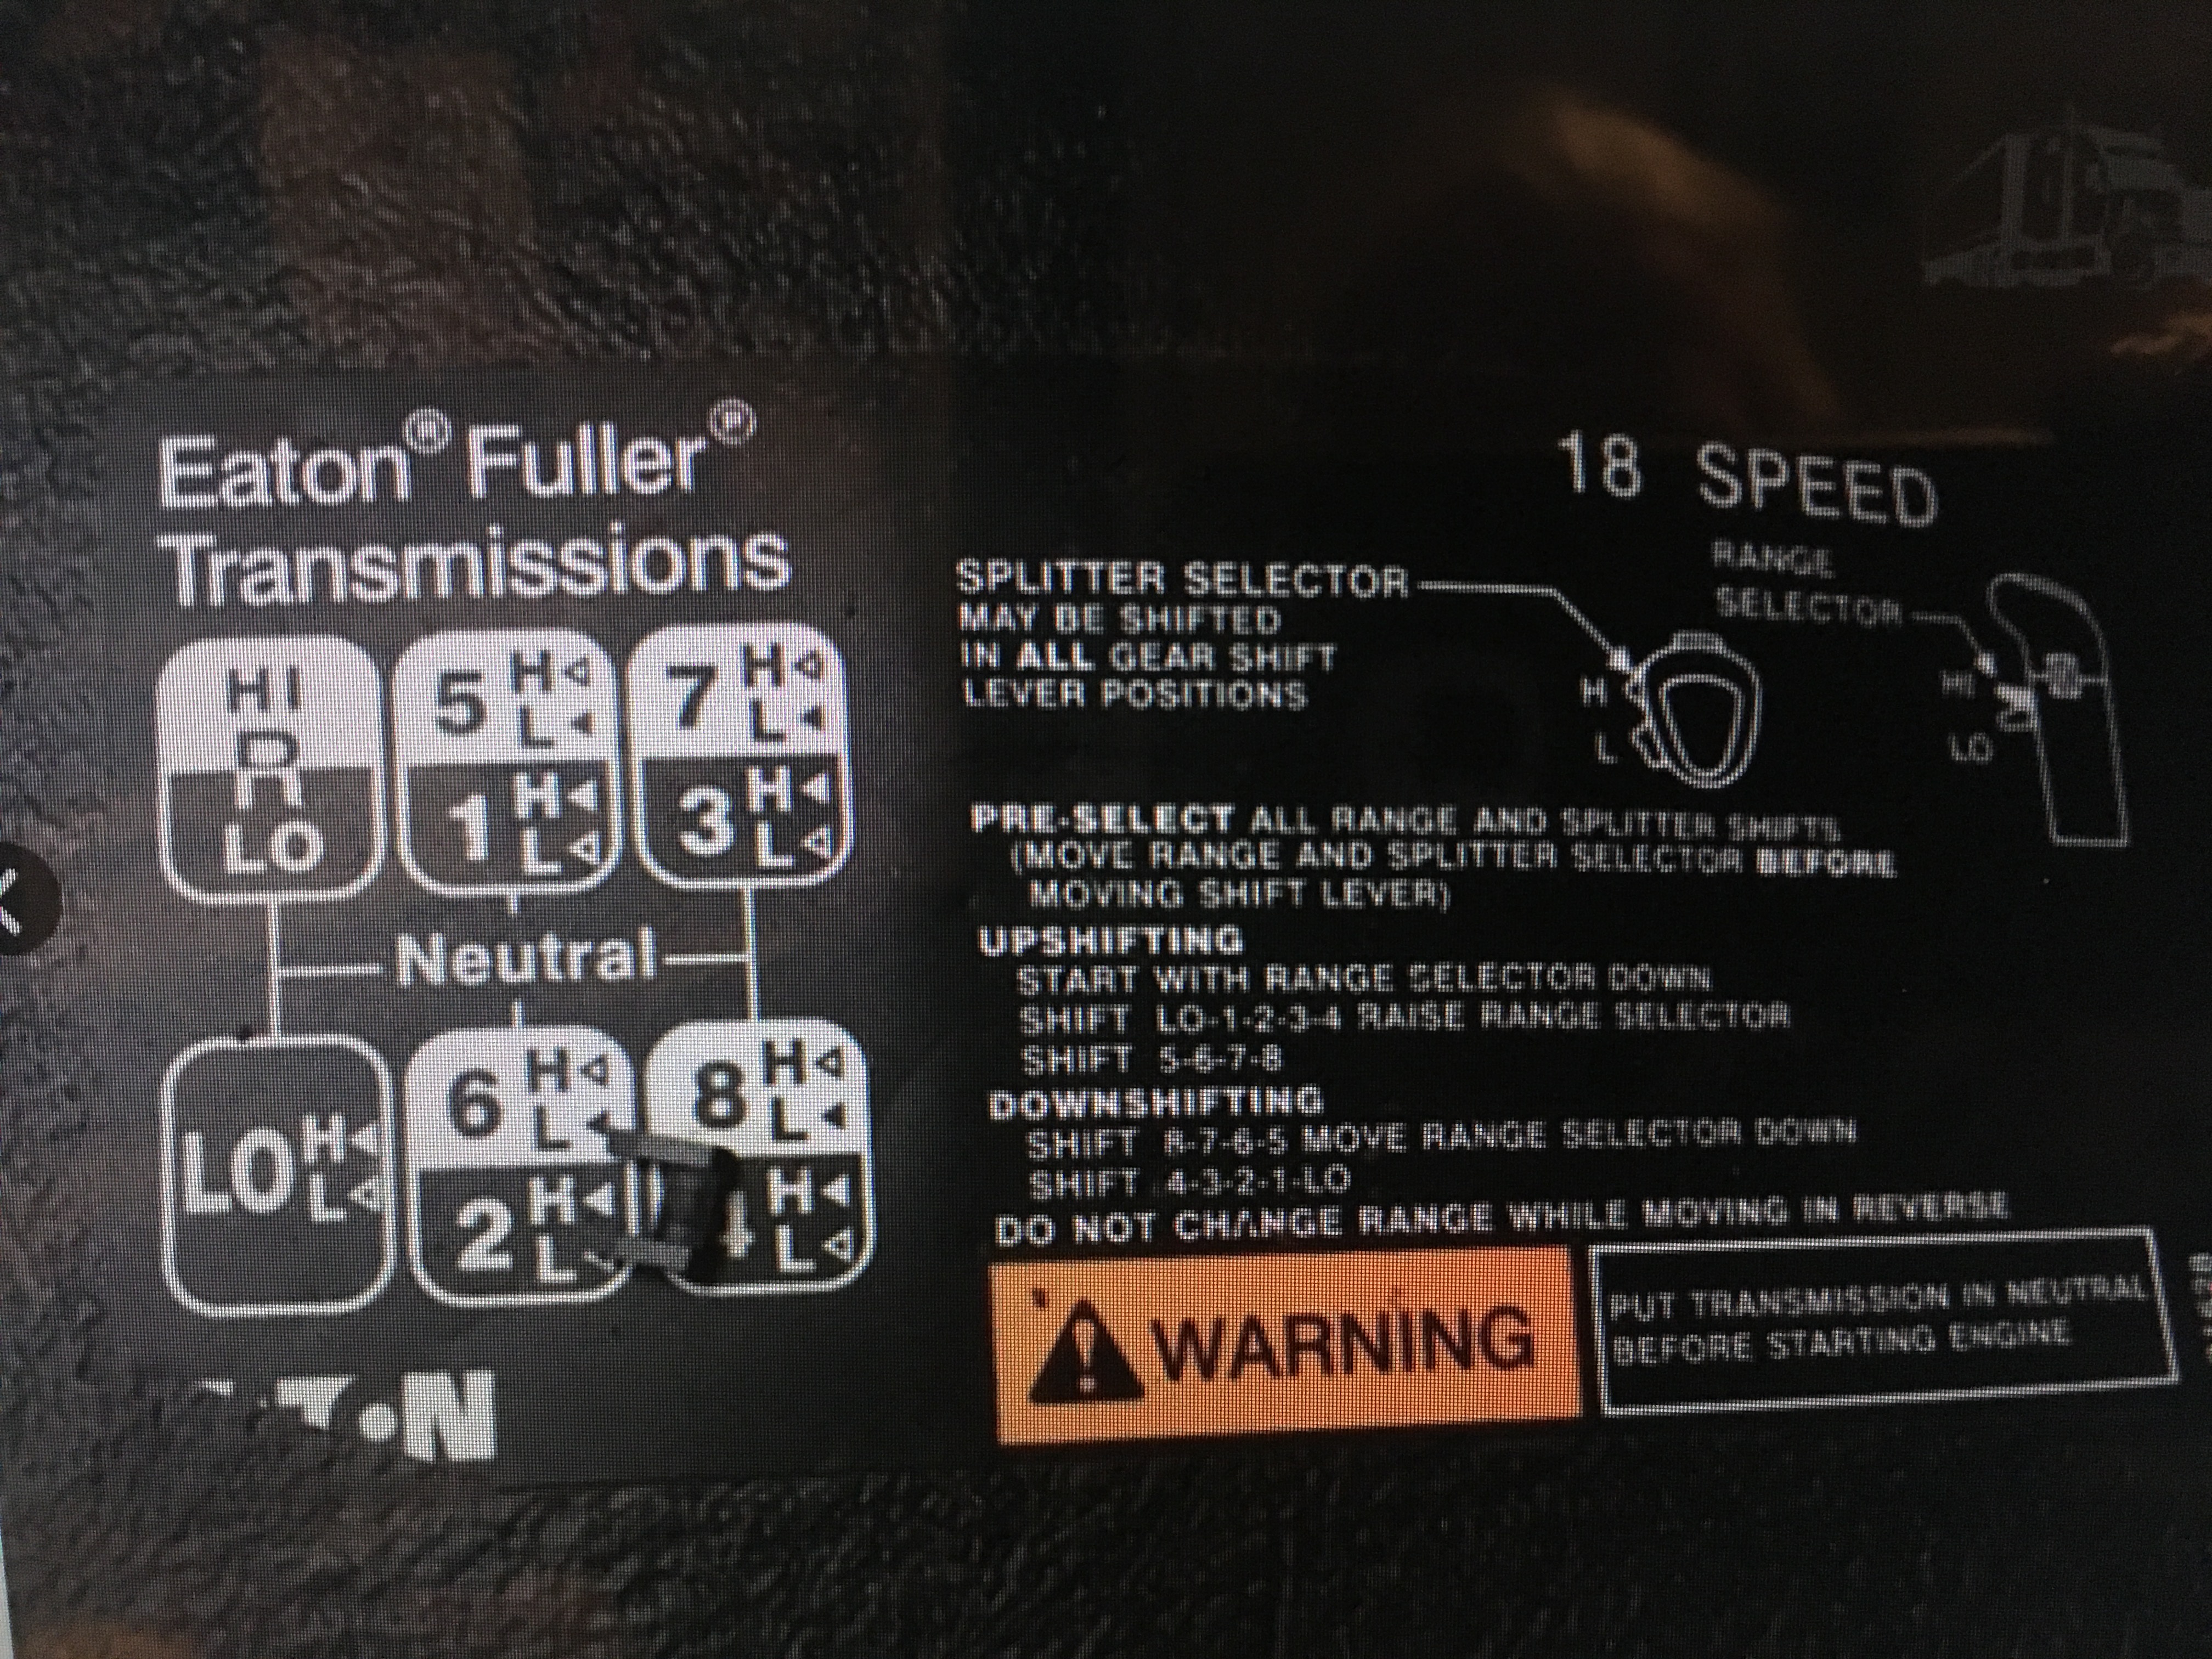 Eaton® Fuller®
Transmissions
HI
R
LO
5 H L
1 H L
7 H L
3 H L
Neutral
LO H L
6 H L
2 H L
8 H L
H L
18 SPEED
SPLITTER SELECTOR
MAY BE SHIFTED
IN ALL GEAR SHIFT
LEVER POSITIONS
H
L
RANGE
SELECTOR
HI
LO
PRE-SELECT ALL RANGE AND SPLITTER SHIFTS
(MOVE RANGE AND SPLITTER SELECTOR BEFORE
MOVING SHIFT LEVER)
UPSHIFTING
START WITH RANGE SELECTOR DOWN
SHIFT LO-1-2-3-4 RAISE RANGE SELECTOR
SHIFT 5-6-7-8
DOWNSHIFTING
SHIFT 8-7-6-5 MOVE RANGE SELECTOR DOWN
SHIFT 4-3-2-1-LO
DO NOT CHANGE RANGE WHILE MOVING IN REVERSE
WARNING
PUT TRANSMISSION IN NEUTRAL
BEFORE STARTING ENGINE